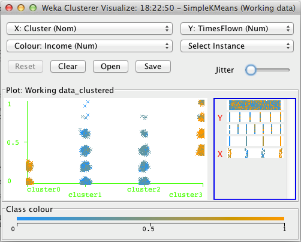 Weka Clusterer Visualize: 18:22:50 - SimpleKMeans (Working data)
X: Cluster (Num) Y: TimesFlown (Num)
Colour: Income (Num) Select Instance
Reset Clear Open Save Jitter
Plot: Working data_clustered
1
Y
0.5
X
0
cluster0 cluster2
cluster1 cluster3
Class colour
0 0.5 1